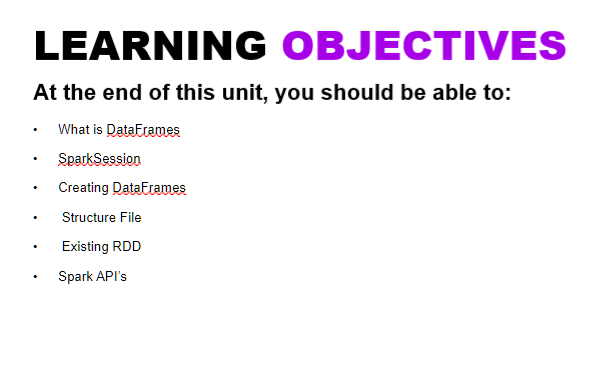 LEARNING OBJECTIVES
At the end of this unit, you should be able to:
• What is DataFrames
• SparkSession
• Creating DataFrames
• Structure File
• Existing RDD
• Spark API's